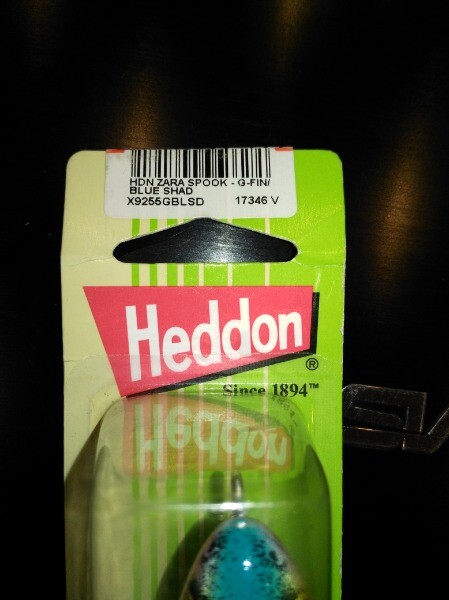 HDN ZARA SPOOK - G-FIN/
BLUE SHAD
X9255GBLSD 17346 V
Heddon®
Since 1894™